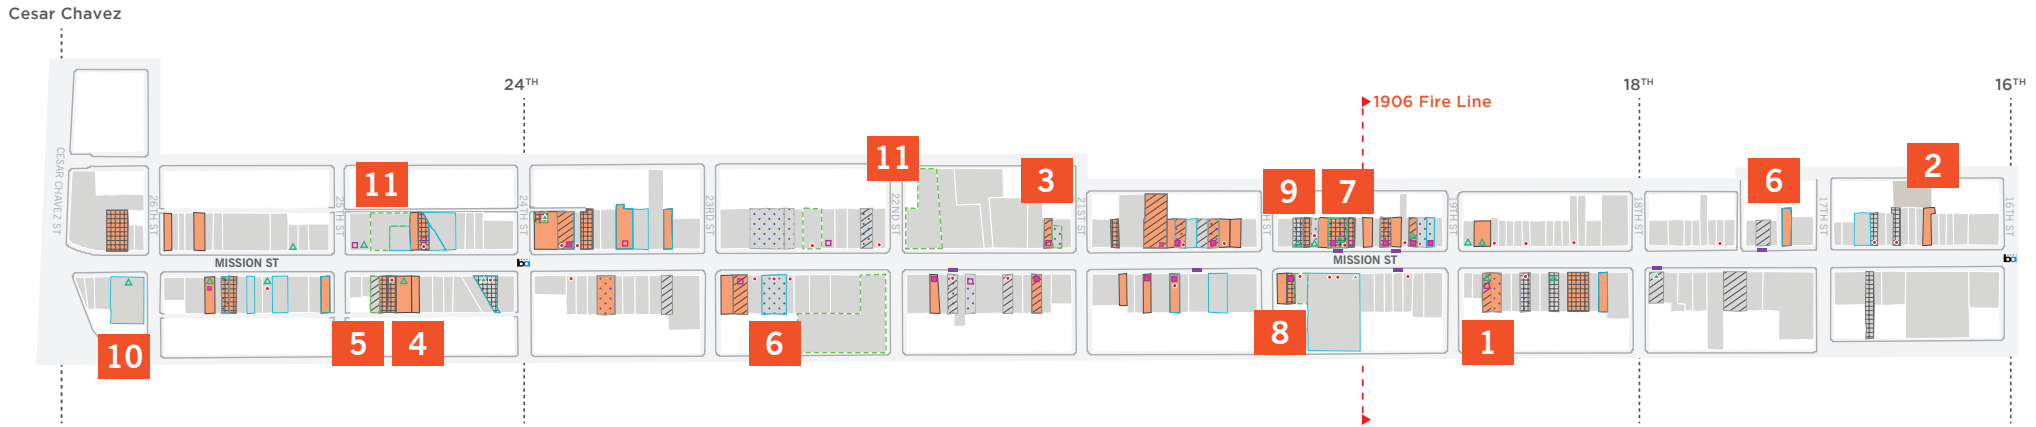 Cesar Chavez
24TH
1906 Fire Line
18TH
16TH
11
11
3
9
7
6
2
CESAR CHAVEZ ST
26TH ST
25TH ST
24TH ST
23RD ST
22ND ST
21ST ST
19TH ST
18TH ST
17TH ST
16TH ST
MISSION ST
MISSION ST
10
5
4
6
8
1